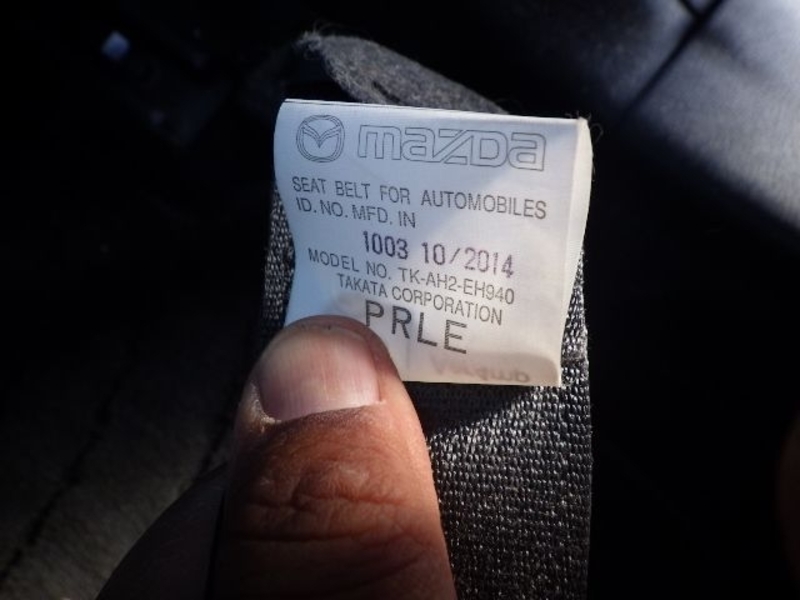 mazda
SEAT BELT FOR AUTOMOBILES
ID. NO. MFD. IN
1003 10/2014
MODEL NO. TK-AH2-EH940
TAKATA CORPORATION
PRLE